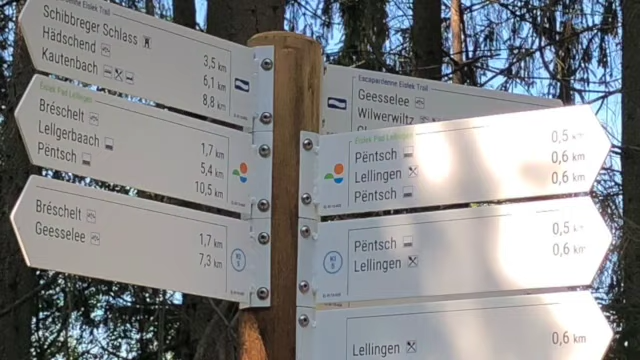 Escapardenne Eislek Trail
Schibbreger Schlass 3,5 km
Hädschend 6,1 km
Kautenbach 8,8 km
Eislek Pad Lellingen
Bréschelt 1,7 km
Lellgerbaach 5,4 km
Pëntsch 10,5 km
Bréschelt 1,7 km
Geesselee 7,3 km
Escapardenne Eislek Trail
Geesselee
Wilwerwiltz
Eislek Pad Lellingen
Pëntsch 0,5 km
Lellingen 0,6 km
Pëntsch 0,6 km
Pëntsch 0,5 km
Lellingen 0,6 km
Lellingen 0,6 km